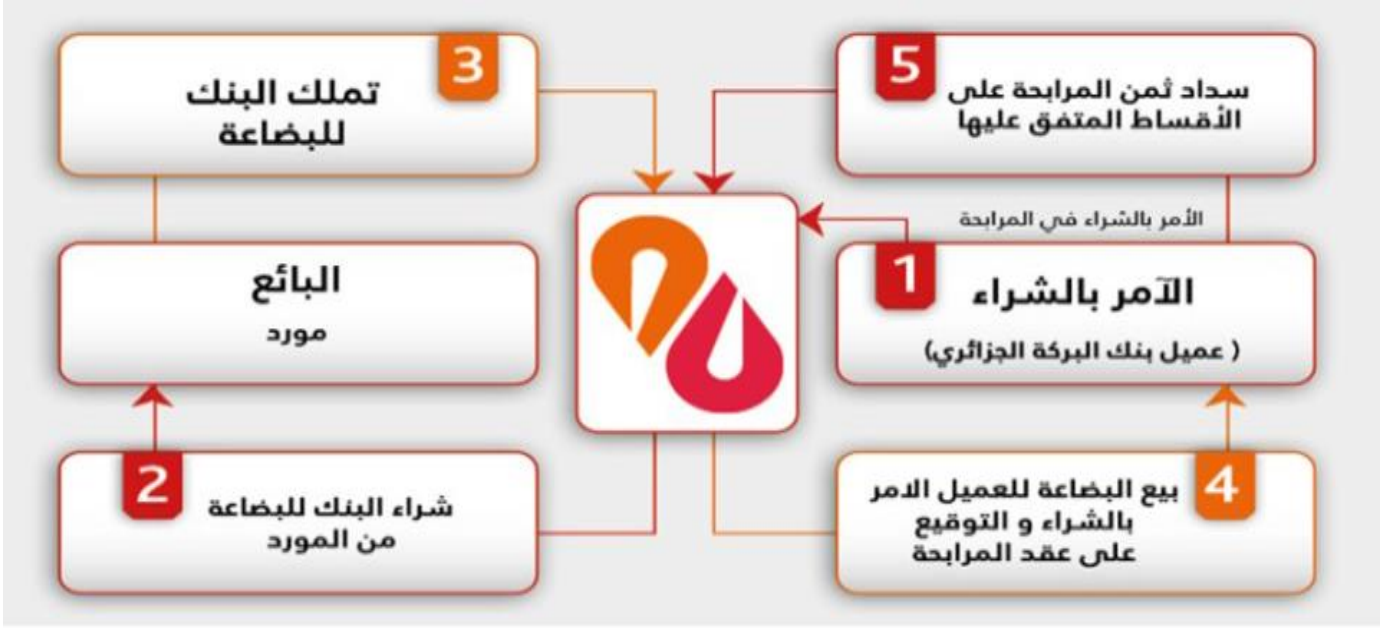 5
سداد ثمن المرابحة على
الأقساط المتفق عليها
3
تملك البنك
للبضاعة
الأمر بالشراء في المرابحة
1
الآمر بالشراء
( عميل بنك البركة الجزائري)
البائع
مورد
4
بيع البضاعة للعميل الامر
بالشراء و التوقيع
على عقد المرابحة
2
شراء البنك للبضاعة
من المورد